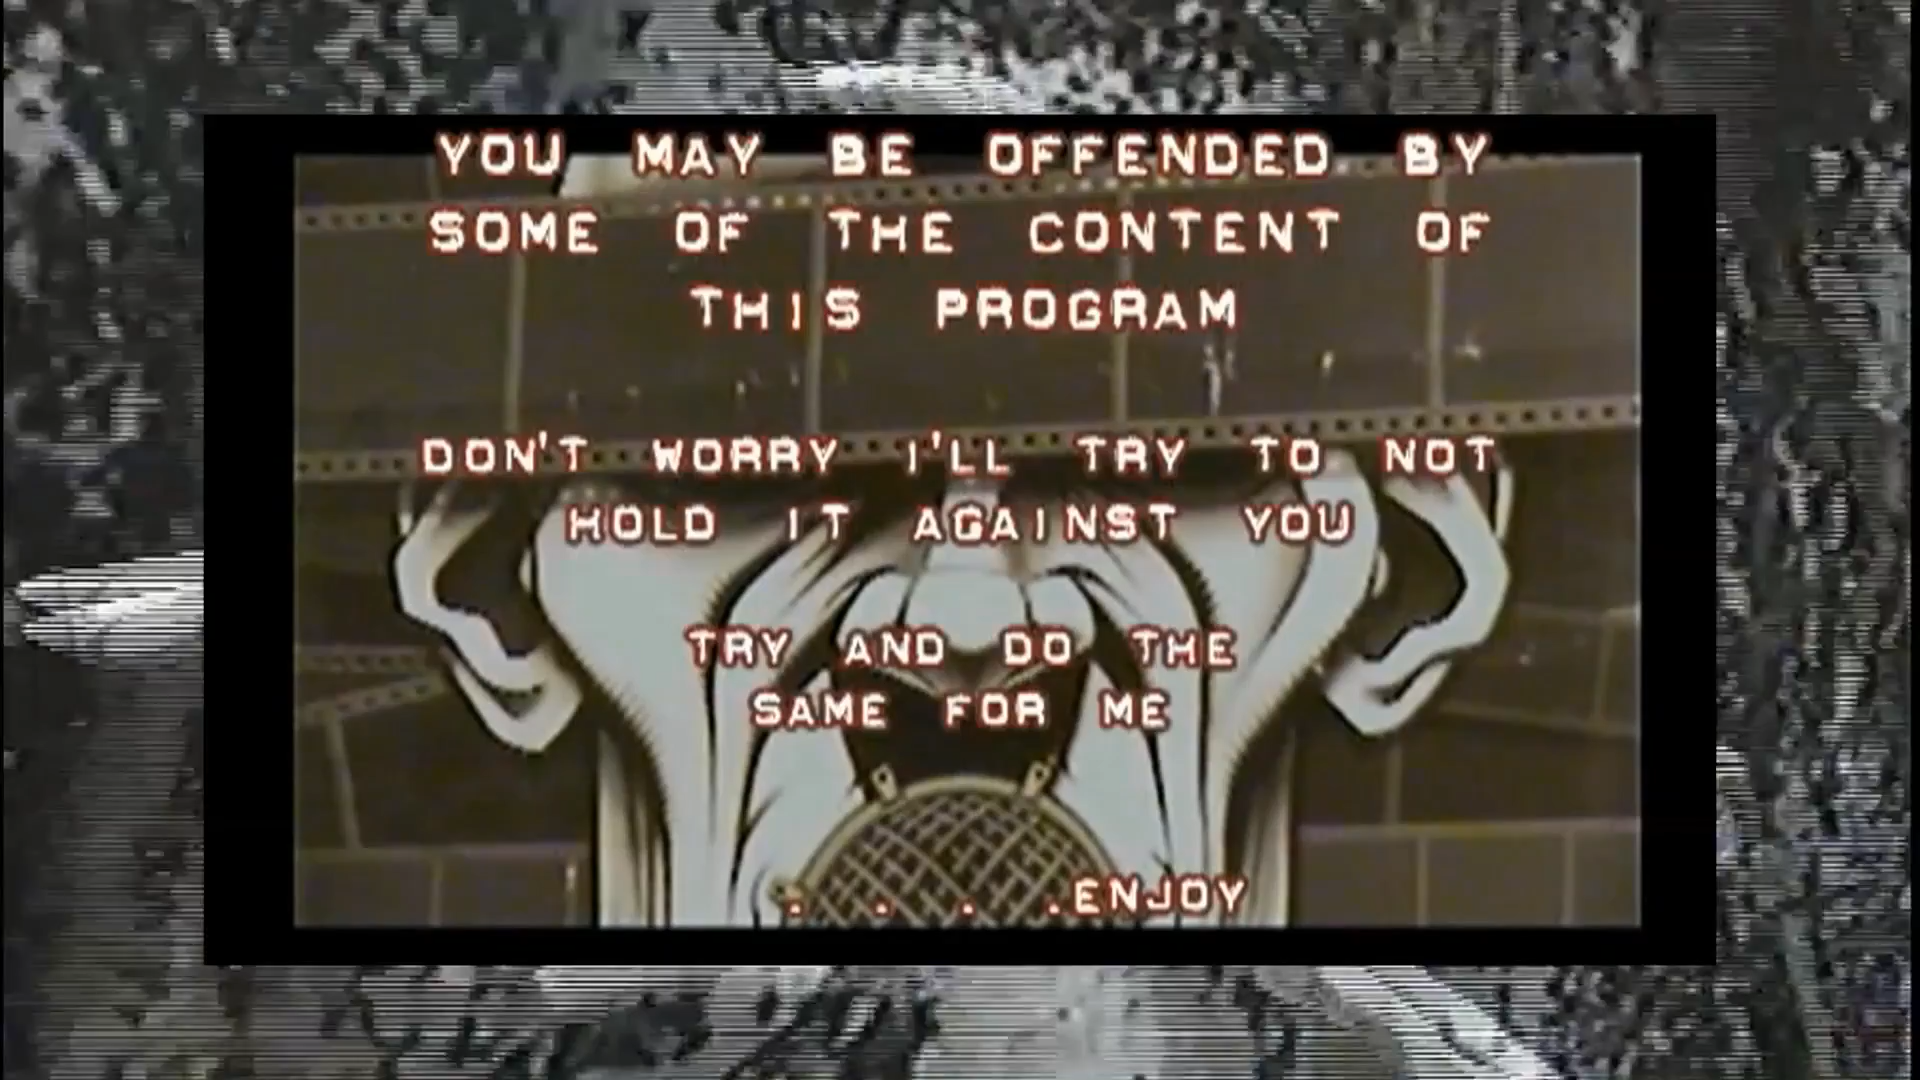 YOU MAY BE OFFENDED BY
SOME OF THE CONTENT OF
THIS PROGRAM
DON'T WORRY I'LL TRY TO NOT
HOLD IT AGAINST YOU
TRY AND DO THE
SAME FOR ME
. . . .ENJOY